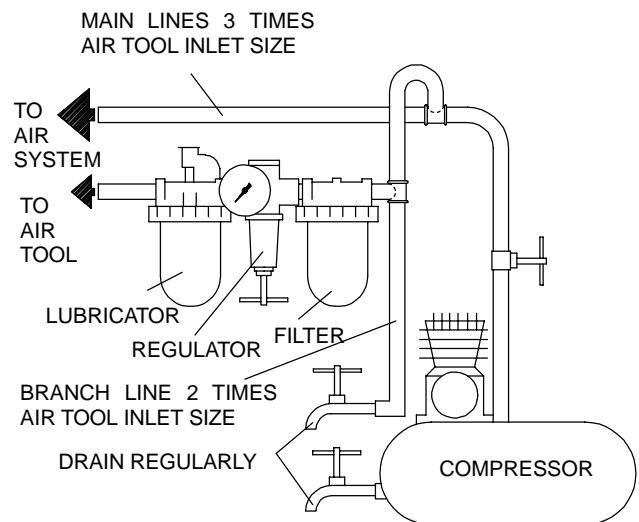 MAIN LINES 3 TIMES
AIR TOOL INLET SIZE
TO
AIR
SYSTEM
TO
AIR
TOOL
LUBRICATOR
REGULATOR
FILTER
BRANCH LINE 2 TIMES
AIR TOOL INLET SIZE
DRAIN REGULARLY
COMPRESSOR